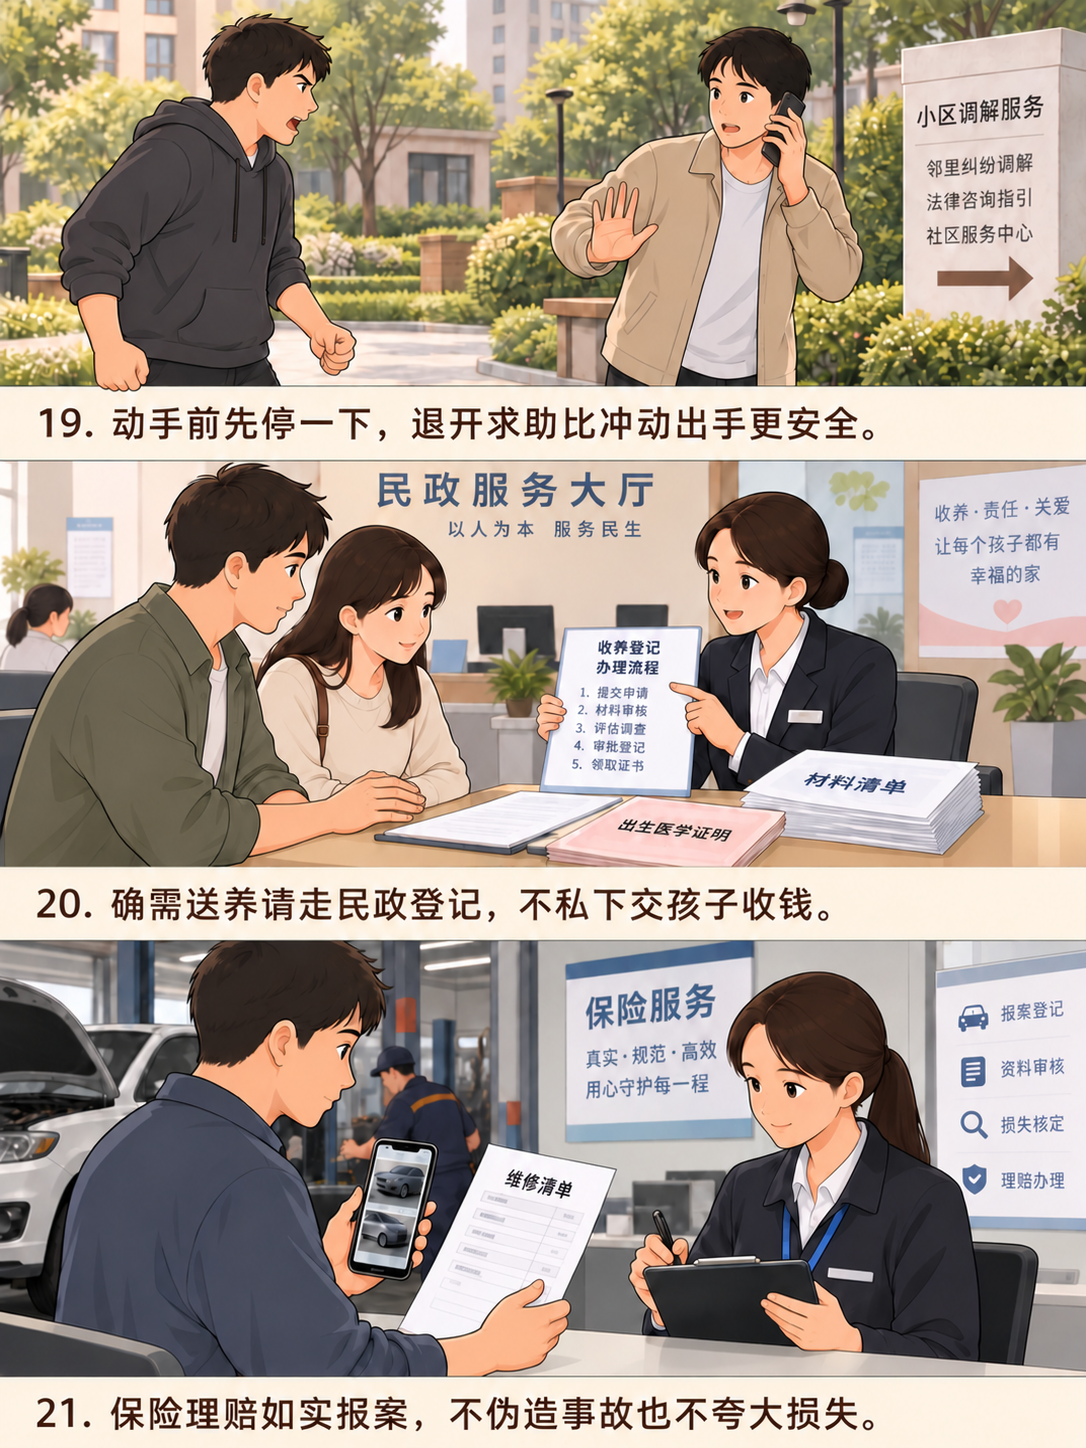 小区调解服务
邻里纠纷调解
法律咨询指引
社区服务中心
19. 动手前先停一下，退开求助比冲动出手更安全。
民政服务大厅
以人为本 服务民生
收养·责任·关爱
让每个孩子都有
幸福的家
收养登记
办理流程
1. 提交申请
2. 材料审核
3. 评估调查
4. 审批登记
5. 领取证书
材料清单
出生医学证明
20. 确需送养请走民政登记，不私下交孩子收钱。
保险服务
真实·规范·高效
用心守护每一程
报案登记
资料审核
损失核定
理赔办理
维修清单
21. 保险理赔如实报案，不伪造事故也不夸大损失。